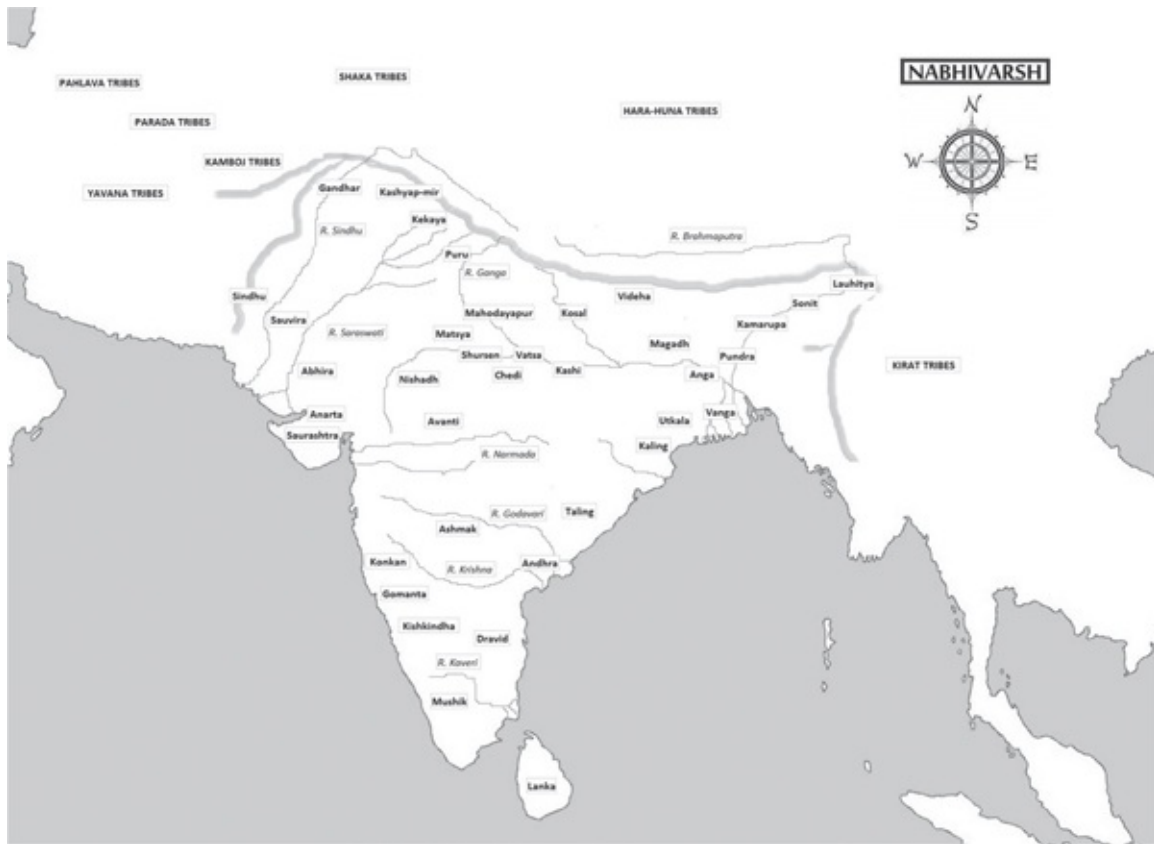 NABHIVARSH
N
W
E
S
PAHLAVA TRIBES
SHAKA TRIBES
PARADA TRIBES
HARA-HUNA TRIBES
KAMBOJ TRIBES
YAVANA TRIBES
Gandhar
Kashyap-mir
Kekaya
R. Sindhu
R. Brahmaputra
Puru
R. Ganga
Lauhitya
Sindhu
Videha
Sonit
Sauvira
Mahodayapur
Kosal
Kamarupa
R. Saraswati
Matsya
Magadh
Shursen
Vatsa
Pundra
KIRAT TRIBES
Abhira
Nishadh
Chedi
Kashi
Anga
Anarta
Avanti
Utkala
Vanga
Saurashtra
Kaling
R. Narmada
R. Godavari
Taling
Ashmak
Konkan
R. Krishna
Andhra
Gomanta
Kishkindha
Dravid
R. Kaveri
Mushik
Lanka